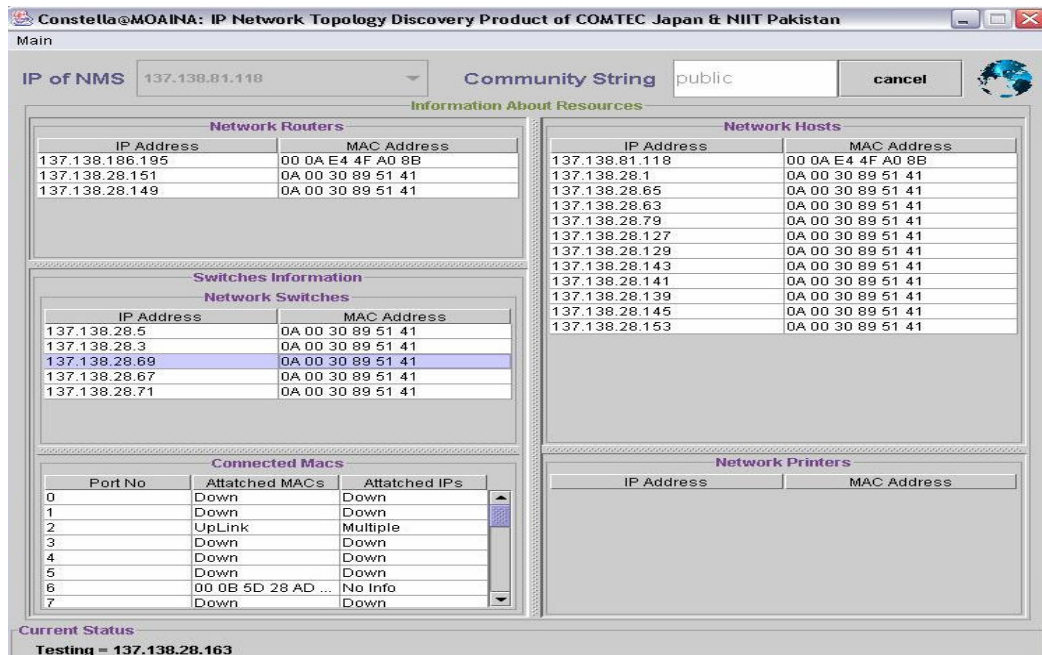 Constella@MOAINA: IP Network Topology Discovery Product of COMTEC Japan & NIIT Pakistan
Main
IP of NMS 137.138.81.118 Community String public cancel
Information About Resources
Network Routers
IP Address MAC Address
137.138.186.195 00 0A E4 4F A0 8B
137.138.28.151 0A 00 30 89 51 41
137.138.28.149 0A 00 30 89 51 41
Switches Information
Network Switches
IP Address MAC Address
137.138.28.5 0A 00 30 89 51 41
137.138.28.3 0A 00 30 89 51 41
137.138.28.69 0A 00 30 89 51 41
137.138.28.67 0A 00 30 89 51 41
137.138.28.71 0A 00 30 89 51 41
Connected Macs
Port No Attatched MACs Attatched IPs
0 Down Down
1 Down Down
2 UpLink Multiple
3 Down Down
4 Down Down
5 Down Down
6 00 0B 5D 28 AD ... No Info
7 Down Down
Network Hosts
IP Address MAC Address
137.138.81.118 00 0A E4 4F A0 8B
137.138.28.1 0A 00 30 89 51 41
137.138.28.65 0A 00 30 89 51 41
137.138.28.63 0A 00 30 89 51 41
137.138.28.79 0A 00 30 89 51 41
137.138.28.127 0A 00 30 89 51 41
137.138.28.129 0A 00 30 89 51 41
137.138.28.143 0A 00 30 89 51 41
137.138.28.141 0A 00 30 89 51 41
137.138.28.139 0A 00 30 89 51 41
137.138.28.145 0A 00 30 89 51 41
137.138.28.153 0A 00 30 89 51 41
Network Printers
IP Address MAC Address
Current Status
Testing = 137.138.28.163